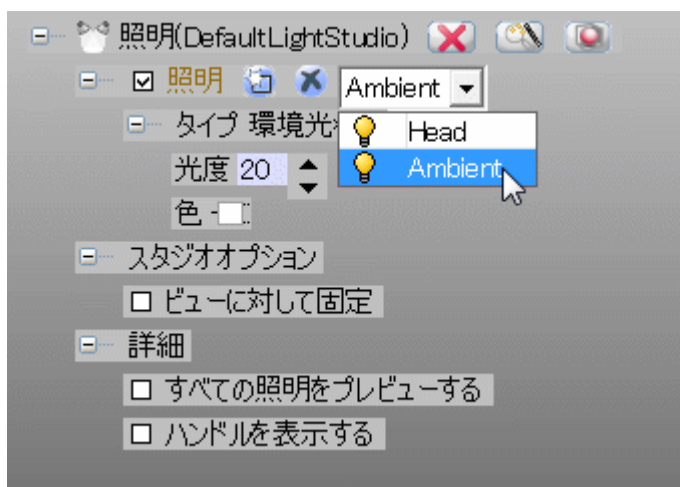 照明(DefaultLightStudio)
照明 Ambient
タイプ 環境光
Head
光度 20 Ambient
色
スタジオオプション
ビューに対して固定
詳細
すべての照明をプレビューする
ハンドルを表示する